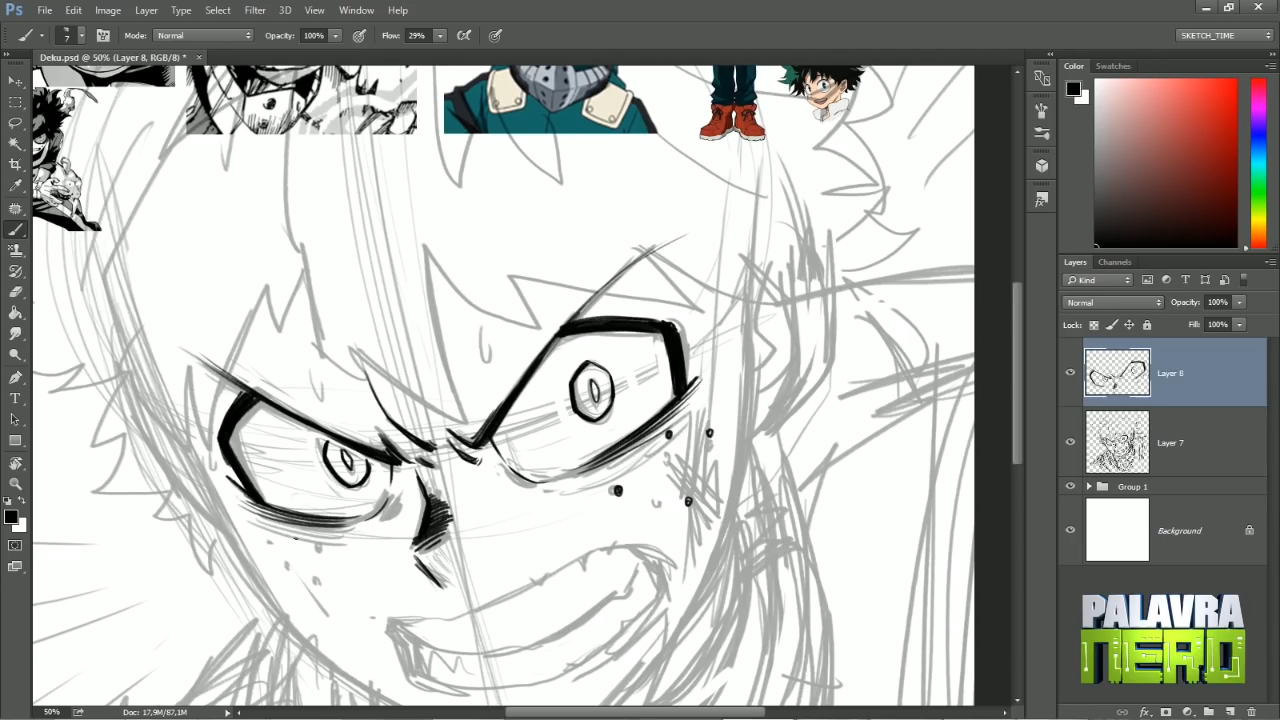 Ps File Edit Image Layer Type Select Filter 3D View Window Help
7 Mode: Normal Opacity: 100% Flow: 29% SKETCH_TIME
Deku.psd @ 50% (Layer 8, RGB/8) * ×
Color Swatches
Layers Channels
Kind
Normal Opacity: 100%
Lock: Fill: 100%
Layer 8
Layer 7
Group 1
Background
PALAVRA
NERD
50% Doc: 17,9M/87,1M
fx